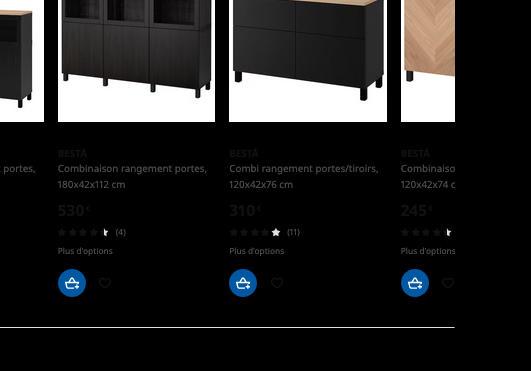 portes,
BESTÅ
Combinaison rangement portes,
180x42x112 cm
530€
(4)
Plus d'options
BESTÅ
Combi rangement portes/tiroirs,
120x42x76 cm
310€
(11)
Plus d'options
BESTÅ
Combinaiso
120x42x74 c
245€
Plus d'options